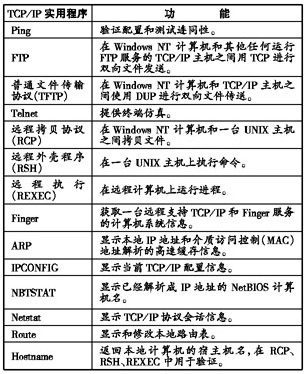 TCP/IP 实用程序 功 能
Ping 验证配置和测试连同性。
FTP 在 Windows NT 计算机和其他任何运行
FTP 服务的 TCP/IP 主机之间用 TCP 进行
双向文件发送。
普通文件传输
协议(TFTP) 在 Windows NT 计算机和 TCP/IP 主机之
间使用 DUP 进行双向文件传送。
Telnet 提供终端仿真。
远程拷贝协议
(RCP) 在 Windows NT 计算机和一台 UNIX 主机
之间拷贝文件。
远程外壳程序
(RSH) 在一台 UNIX 主机上执行命令。
远程执行
(REXEC) 在远程计算机上运行进程。
Finger 获取一台远程支持 TCP/IP 和 Finger 服务
的计算机系统信息。
ARP 显示本地 IP 地址和介质访问控制(MAC)
地址解析的高速缓存信息。
IPCONFIG 显示当前 TCP/IP 配置信息。
NBTSTAT 显示已经解析成 IP 地址的 NetBIOS 计算
机名。
Netstat 显示 TCP/IP 协议会话信息。
Route 显示和修改本地路由表。
Hostname 返回本地计算机的宿主机名,在 RCP、
RSH、REXEC 中用于验证。